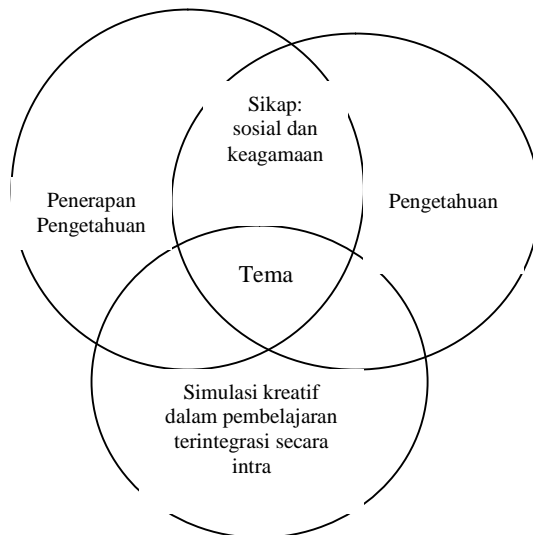 Sikap:
sosial dan
keagamaan
Penerapan
Pengetahuan
Pengetahuan
Tema
Simulasi kreatif
dalam pembelajaran
terintegrasi secara
intra